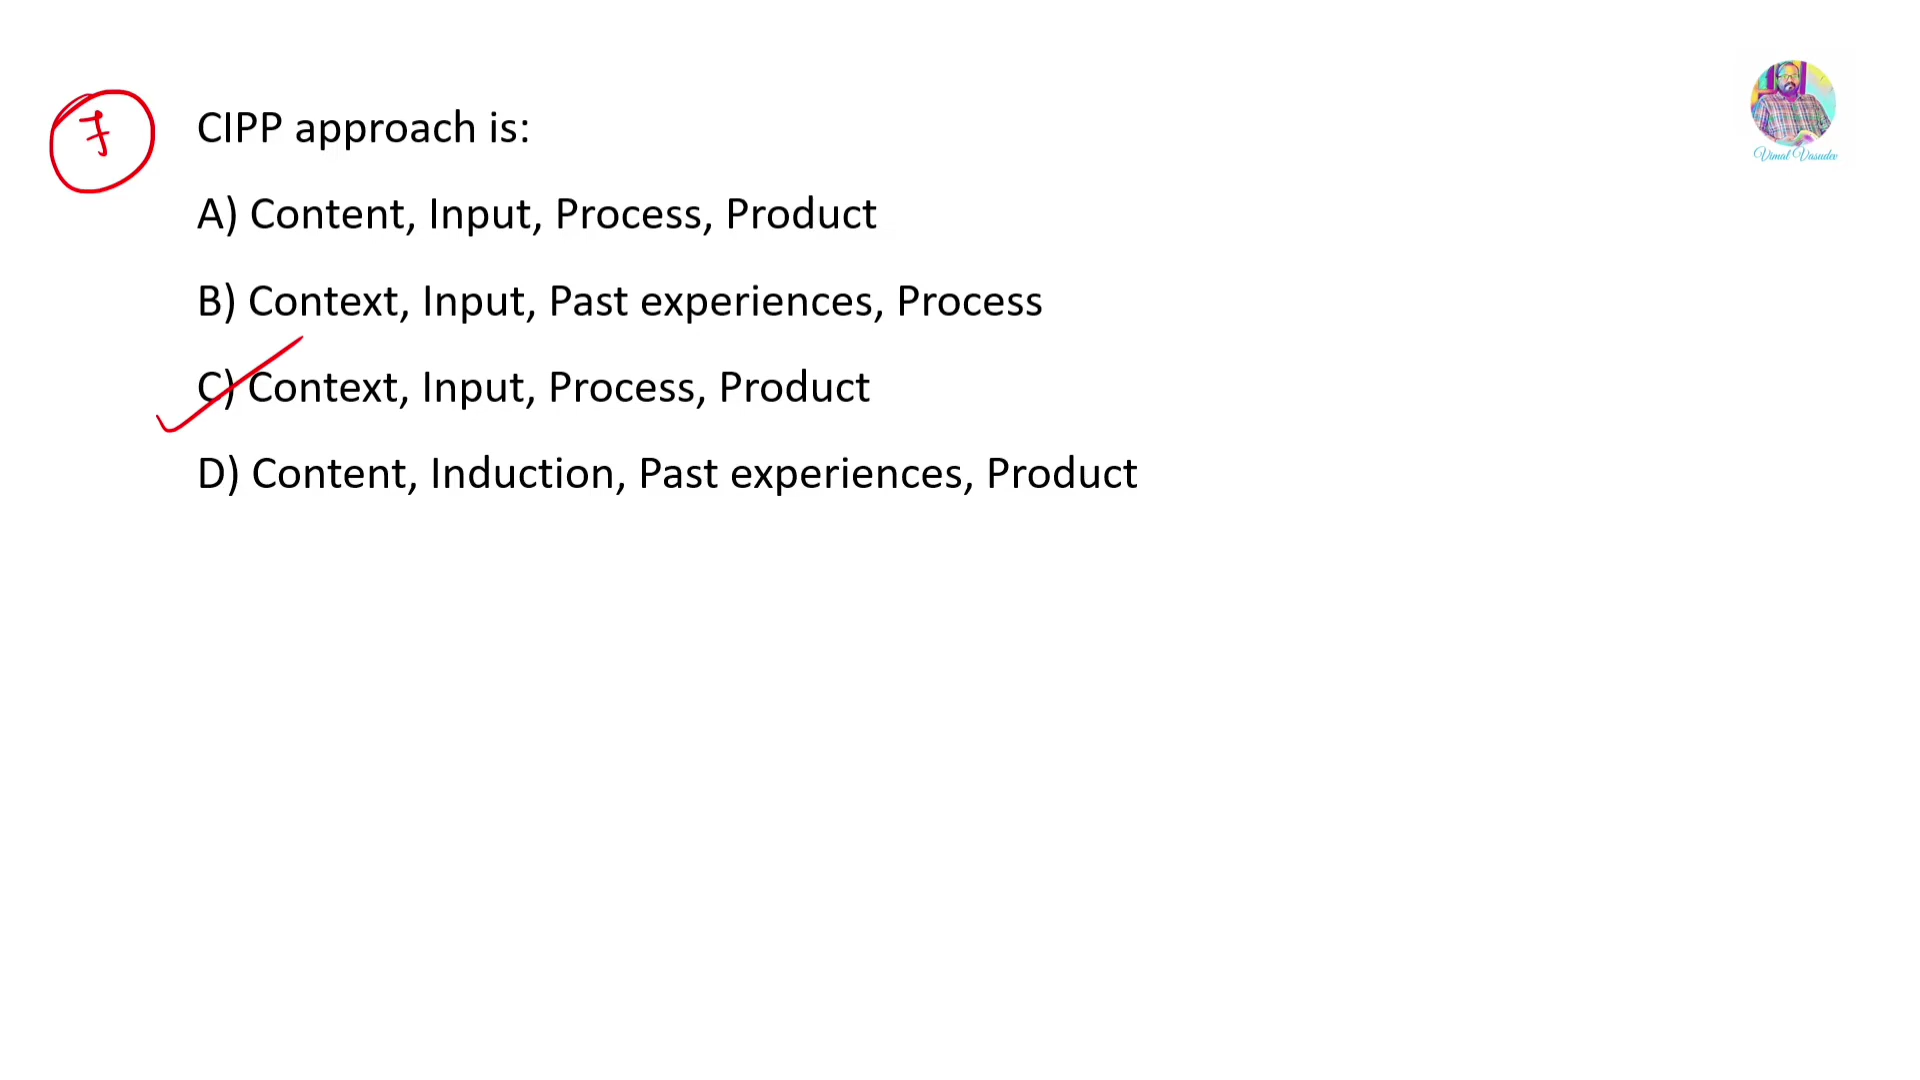 7
CIPP approach is:
A) Content, Input, Process, Product
B) Context, Input, Past experiences, Process
C) Context, Input, Process, Product
D) Content, Induction, Past experiences, Product
Vimal Vasudev